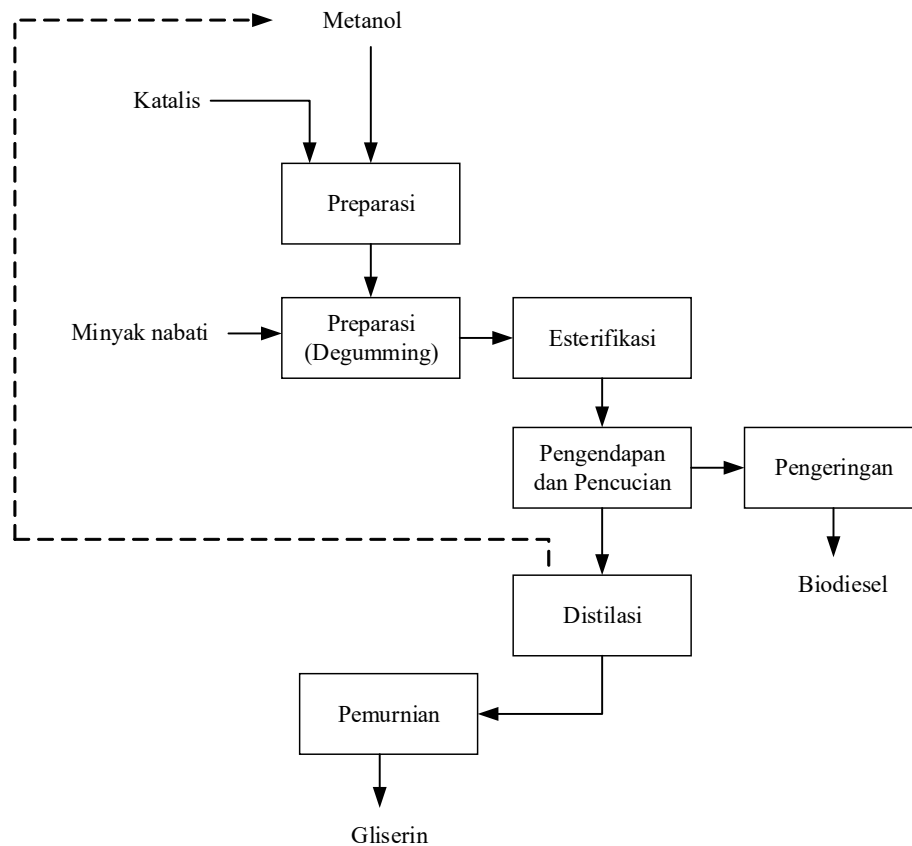 Metanol
Katalis
Preparasi
Minyak nabati
Preparasi
(Degumming)
Esterifikasi
Pengendapan
dan Pencucian
Pengeringan
Biodiesel
Distilasi
Pemurnian
Gliserin